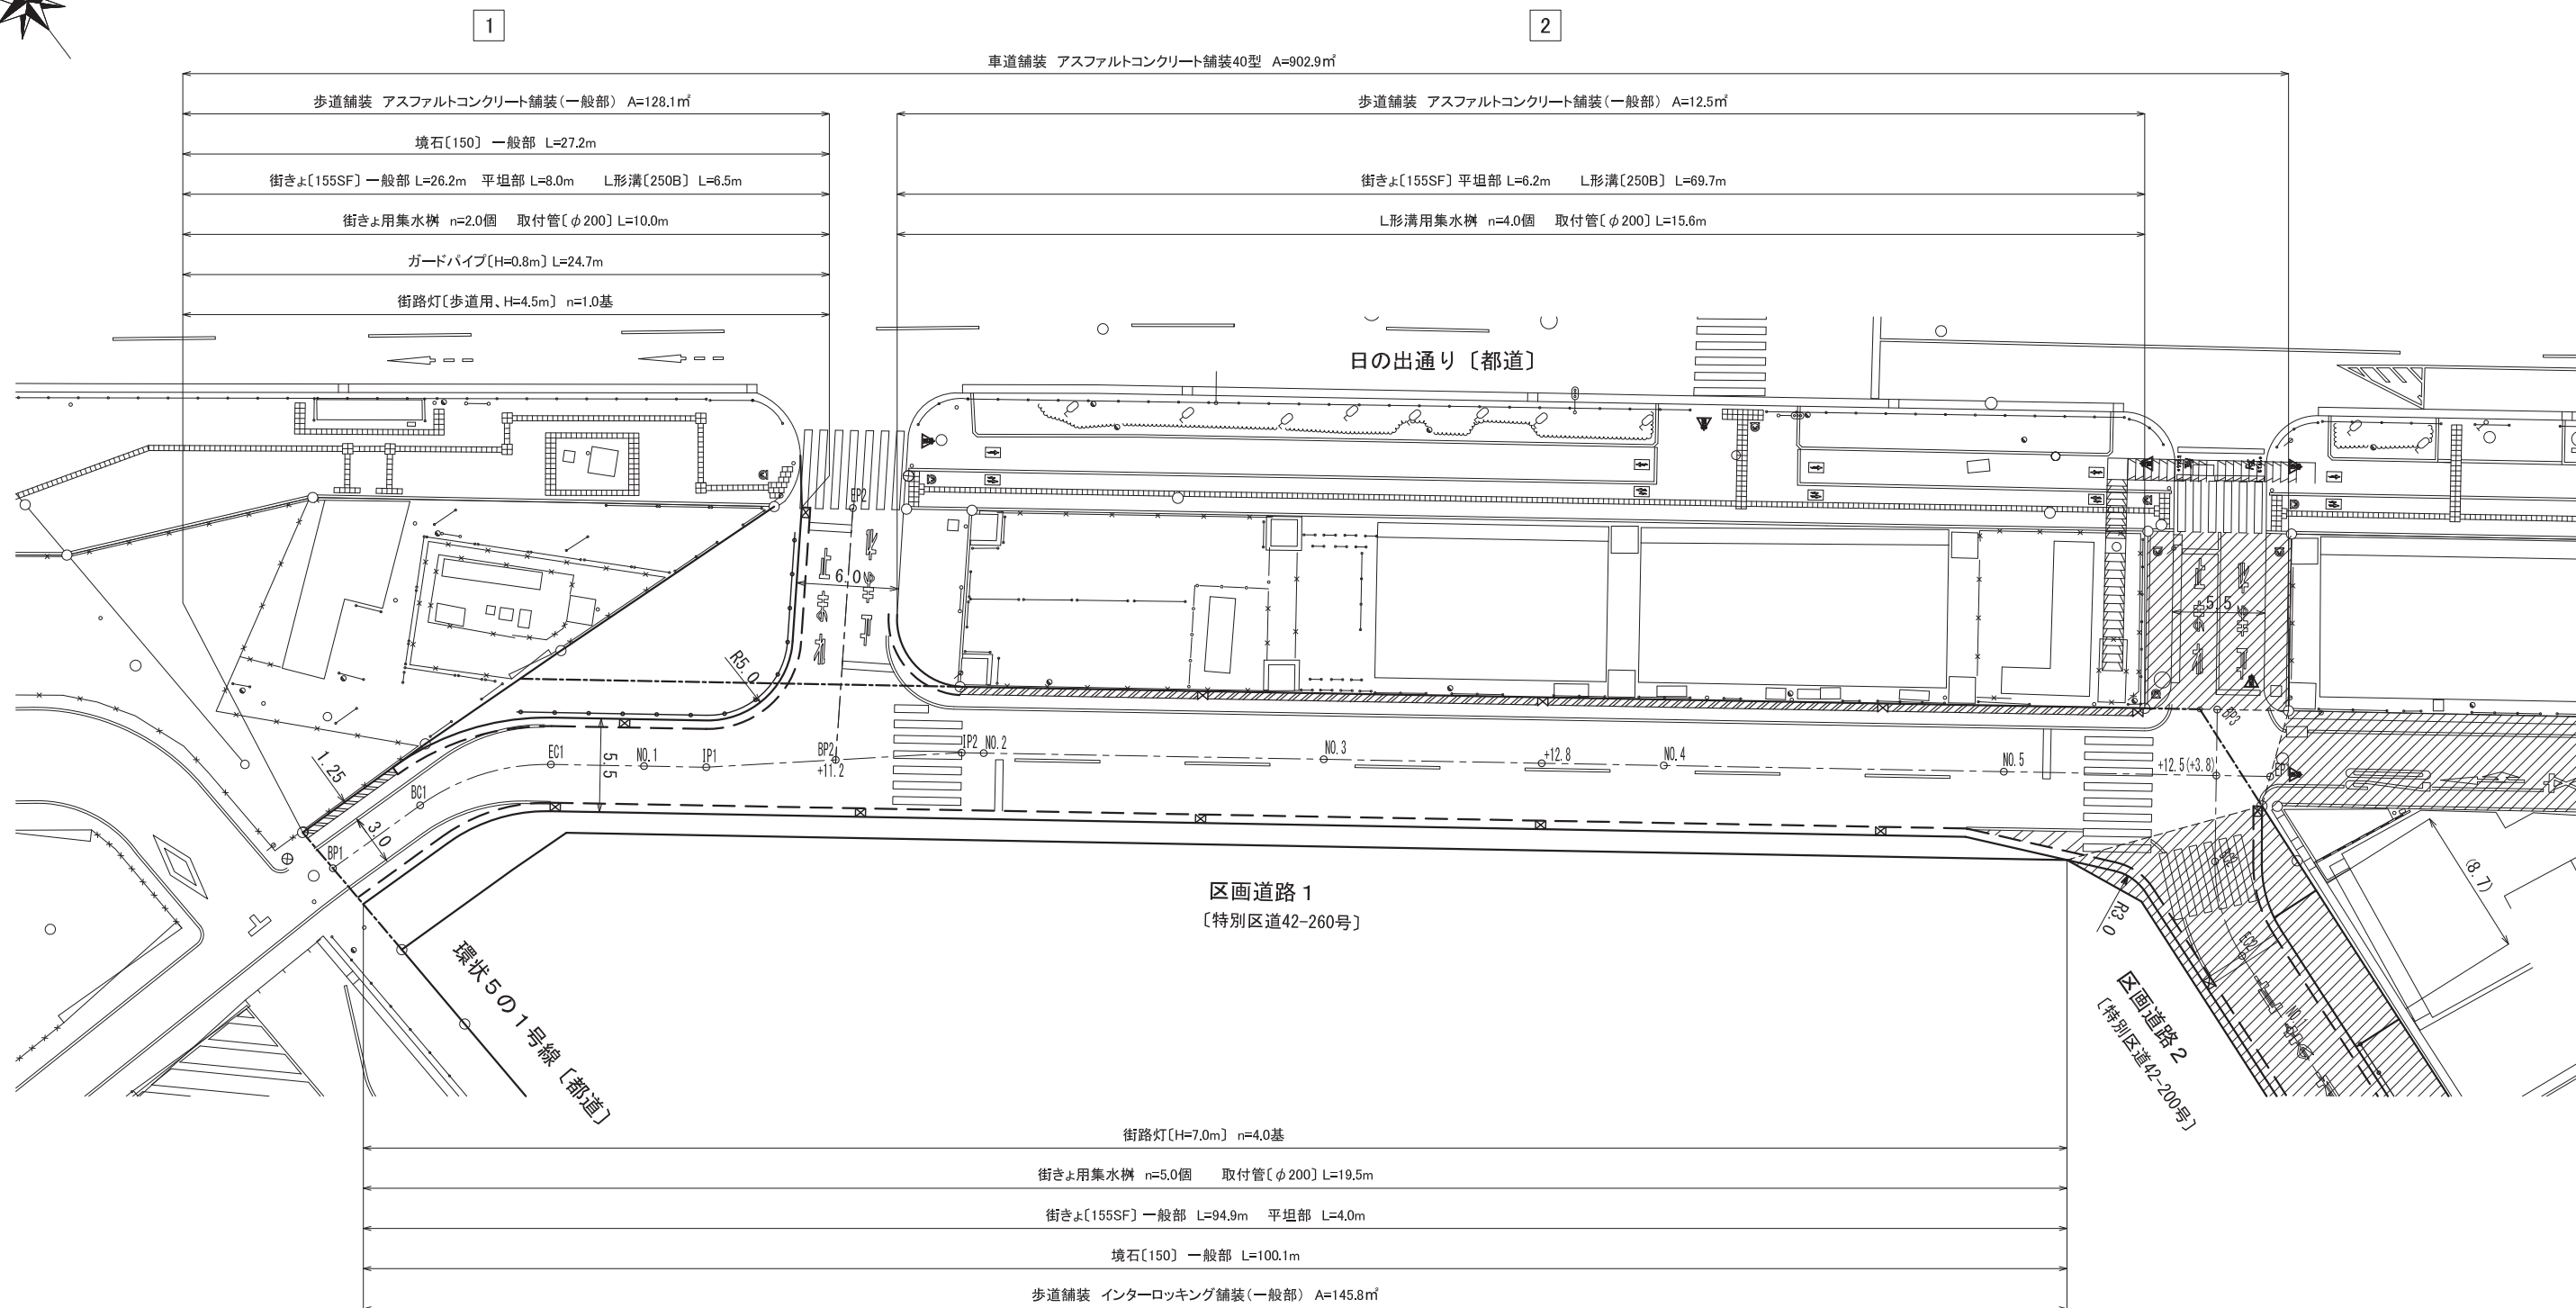 1
2
車道舗装 アスファルトコンクリート舗装40型 A=902.9㎡
歩道舗装 アスファルトコンクリート舗装(一般部) A=128.1㎡
歩道舗装 アスファルトコンクリート舗装(一般部) A=12.5㎡
境石〔150〕 一般部 L=27.2m
街きょ〔155SF〕 一般部 L=26.2m 平坦部 L=8.0m L形溝〔250B〕 L=6.5m
街きょ〔155SF〕 平坦部 L=6.2m L形溝〔250B〕 L=69.7m
街きょ用集水桝 n=2.0個 取付管〔φ200〕 L=10.0m
L形溝用集水桝 n=4.0個 取付管〔φ200〕 L=15.6m
ガードパイプ〔H=0.8m〕 L=24.7m
街路灯〔歩道用、H=4.5m〕 n=1.0基
日の出通り〔都道〕
EP2
止まれ
止まれ
6.0
止まれ
止まれ
5.5
R5.0
1.25
3.0
BP1
BC1
EC1
5.5
NO.1
IP1
BP2
+11.2
IP2
NO.2
NO.3
+12.8
NO.4
NO.5
+12.5(+3.8)
EP3
R3.0
EC2
(8.7)
区画道路1
〔特別区道42-260号〕
環状5の1号線〔都道〕
区画道路2
〔特別区道42-200号〕
街路灯〔H=7.0m〕 n=4.0基
街きょ用集水桝 n=5.0個 取付管〔φ200〕 L=19.5m
街きょ〔155SF〕 一般部 L=94.9m 平坦部 L=4.0m
境石〔150〕 一般部 L=100.1m
歩道舗装 インターロッキング舗装(一般部) A=145.8㎡